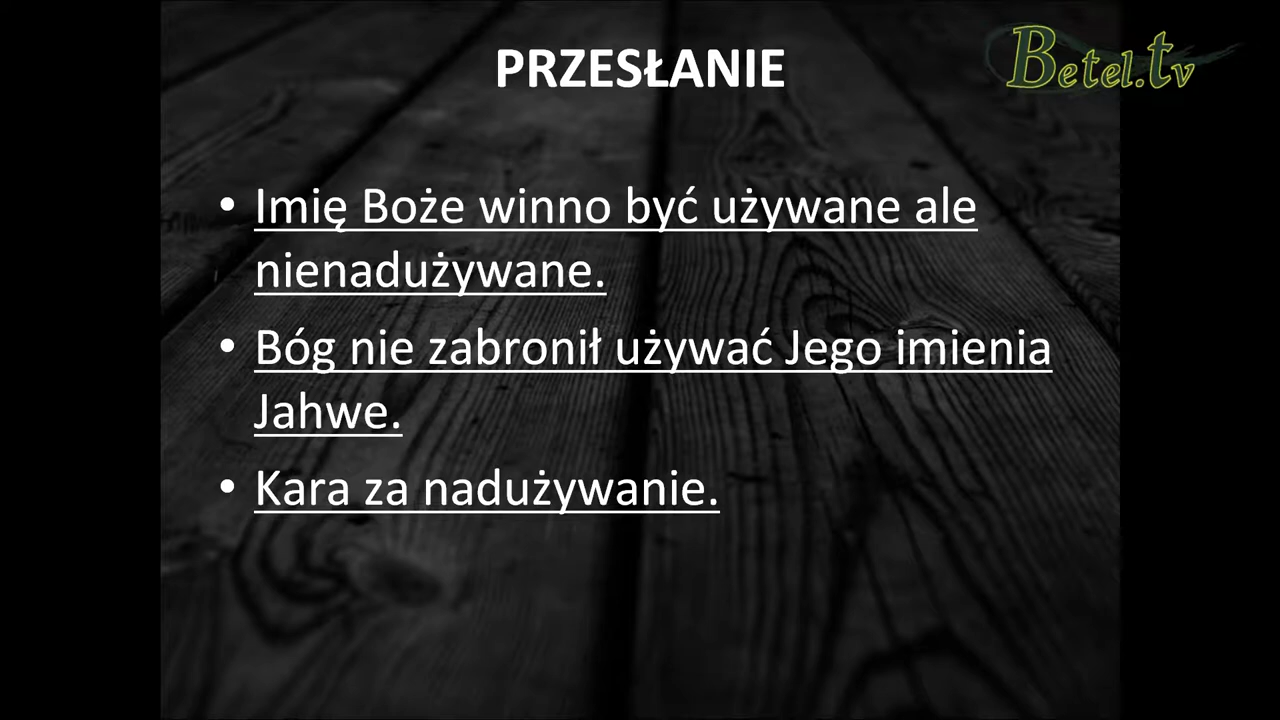 PRZESŁANIE
Betel.tv
• Imię Boże winno być używane ale
nienadużywane.
• Bóg nie zabronił używać Jego imienia
Jahwe.
• Kara za nadużywanie.